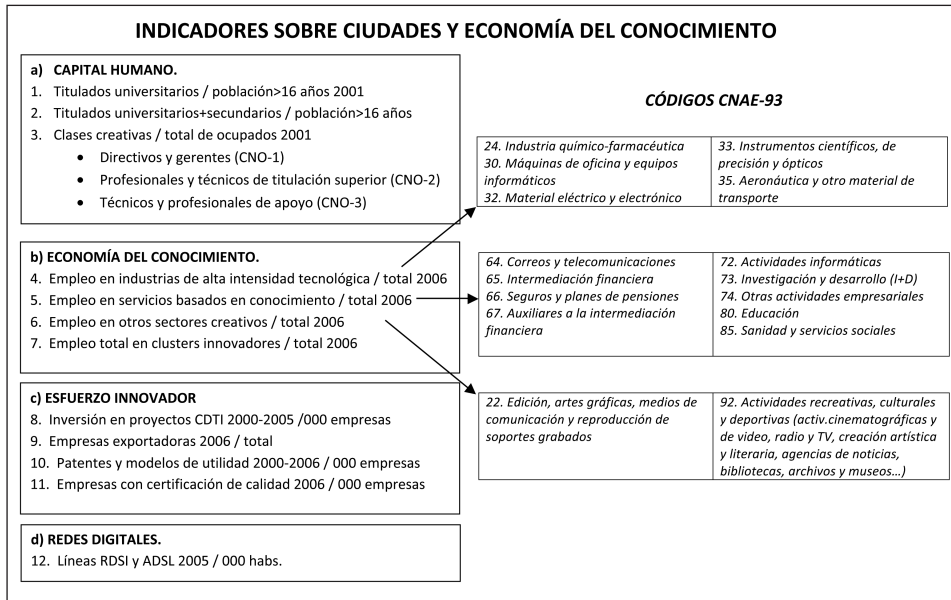 INDICADORES SOBRE CIUDADES Y ECONOMÍA DEL CONOCIMIENTO
a) CAPITAL HUMANO.
1. Titulados universitarios / población>16 años 2001
2. Titulados universitarios+secundarios / población>16 años
3. Clases creativas / total de ocupados 2001
• Directivos y gerentes (CNO-1)
• Profesionales y técnicos de titulación superior (CNO-2)
• Técnicos y profesionales de apoyo (CNO-3)
b) ECONOMÍA DEL CONOCIMIENTO.
4. Empleo en industrias de alta intensidad tecnológica / total 2006
5. Empleo en servicios basados en conocimiento / total 2006
6. Empleo en otros sectores creativos / total 2006
7. Empleo total en clusters innovadores / total 2006
c) ESFUERZO INNOVADOR
8. Inversión en proyectos CDTI 2000-2005 /000 empresas
9. Empresas exportadoras 2006 / total
10. Patentes y modelos de utilidad 2000-2006 / 000 empresas
11. Empresas con certificación de calidad 2006 / 000 empresas
d) REDES DIGITALES.
12. Líneas RDSI y ADSL 2005 / 000 habs.
CÓDIGOS CNAE-93
24. Industria químico-farmacéutica
30. Máquinas de oficina y equipos
informáticos
32. Material eléctrico y electrónico
33. Instrumentos científicos, de
precisión y ópticos
35. Aeronáutica y otro material de
transporte
64. Correos y telecomunicaciones
65. Intermediación financiera
66. Seguros y planes de pensiones
67. Auxiliares a la intermediación
financiera
72. Actividades informáticas
73. Investigación y desarrollo (I+D)
74. Otras actividades empresariales
80. Educación
85. Sanidad y servicios sociales
22. Edición, artes gráficas, medios de
comunicación y reproducción de
soportes grabados
92. Actividades recreativas, culturales
y deportivas (activ.cinematográficas y
de video, radio y TV, creación artística
y literaria, agencias de noticias,
bibliotecas, archivos y museos…)